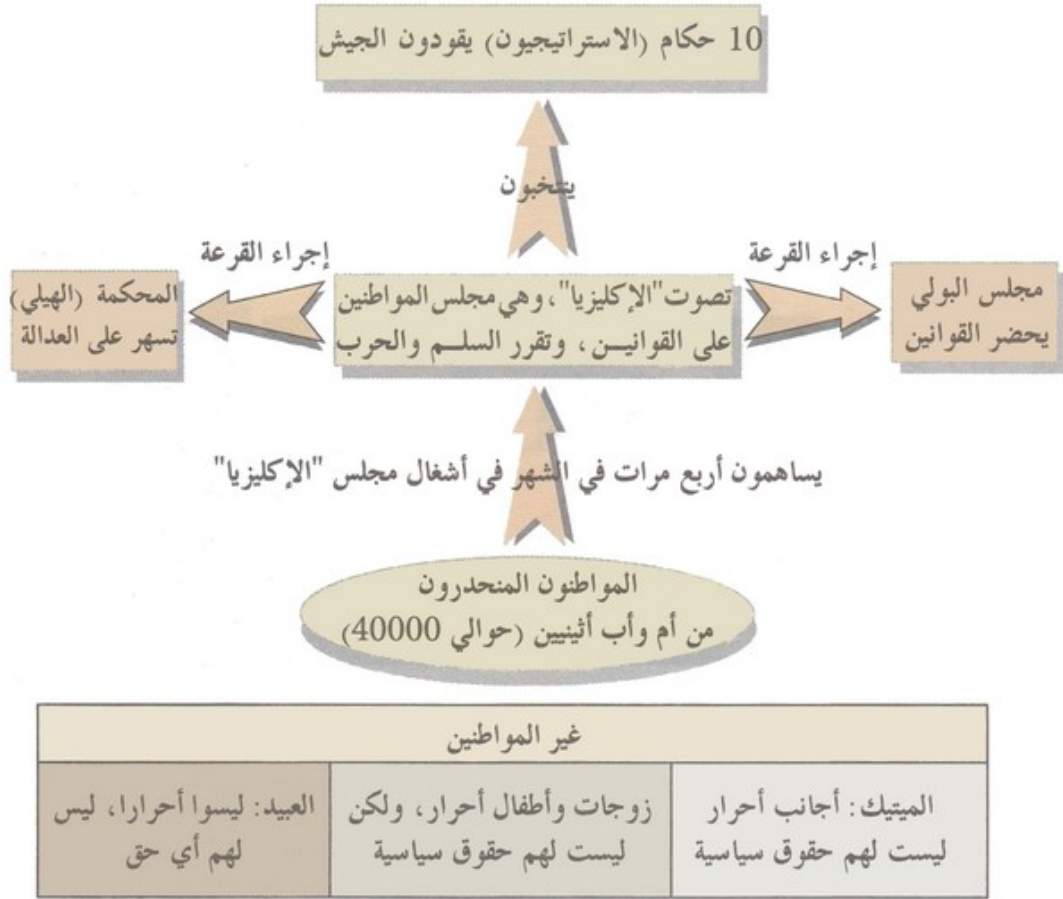 10 حكام (الاستراتيجيون) يقودون الجيش
ينتخبون
إجراء القرعة
إجراء القرعة
مجلس البولي
يحضر القوانين
تصوت "الإكليزيا"، وهي مجلس المواطنين
على القوانيـن، وتقرر السلـم والحرب
المحكمة (الهيلي)
تسهر على العدالة
يساهمون أربع مرات في الشهر في أشغال مجلس "الإكليزيا"
المواطنون المنحدرون
من أم وأب أثينيين (حوالي 40000)
غير المواطنين
الميتيك: أجانب أحرار
ليست لهم حقوق سياسية
زوجات وأطفال أحرار، ولكن
ليست لهم حقوق سياسية
العبيد: ليسوا أحرارا، ليس
لهم أي حق